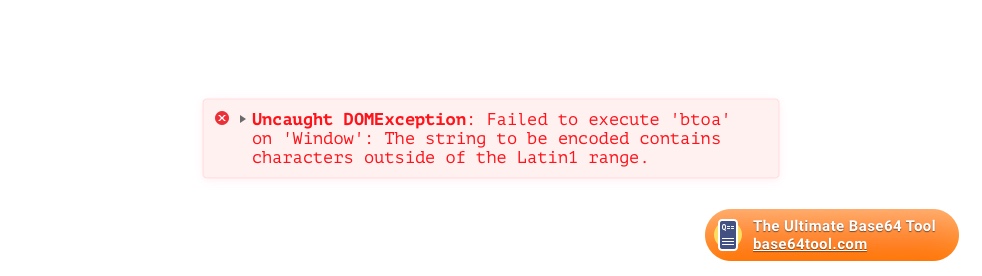 Uncaught DOMException: Failed to execute 'btoa'
on 'Window': The string to be encoded contains
characters outside of the Latin1 range.
Q==
The Ultimate Base64 Tool
base64tool.com